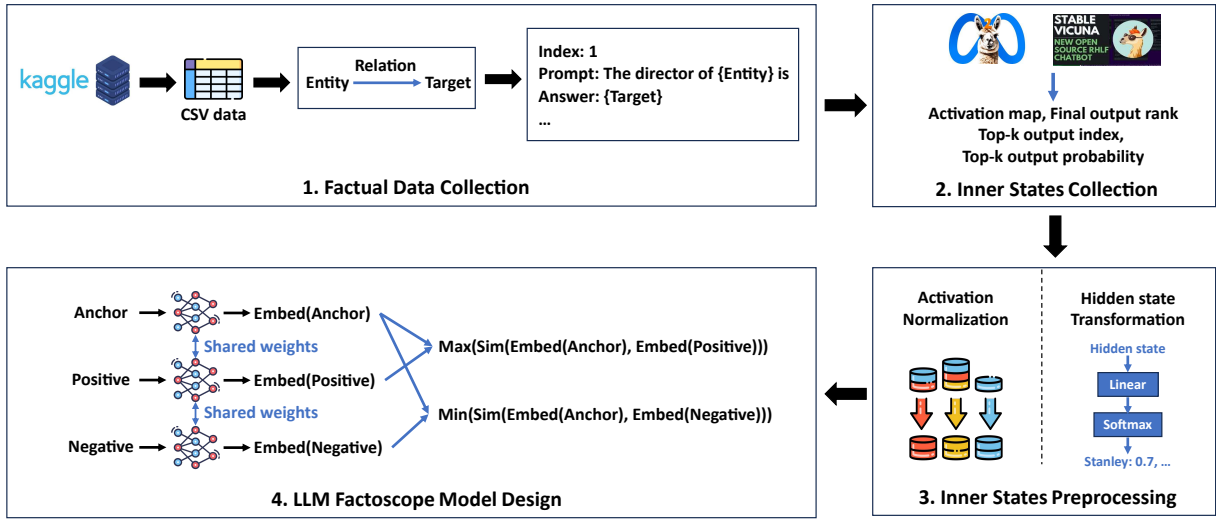 kaggle
CSV data
Relation
Entity
Target
Index: 1
Prompt: The director of {Entity} is
Answer: {Target}
...
1. Factual Data Collection
STABLE
VICUNA
NEW OPEN
SOURCE RHLF
CHATBOT
Activation map, Final output rank
Top-k output index,
Top-k output probability
2. Inner States Collection
Activation
Normalization
Hidden state
Transformation
Hidden state
Linear
Softmax
Stanley: 0.7, ...
3. Inner States Preprocessing
Anchor
Embed(Anchor)
Shared weights
Max(Sim(Embed(Anchor), Embed(Positive)))
Positive
Embed(Positive)
Shared weights
Min(Sim(Embed(Anchor), Embed(Negative)))
Negative
Embed(Negative)
4. LLM Factoscope Model Design